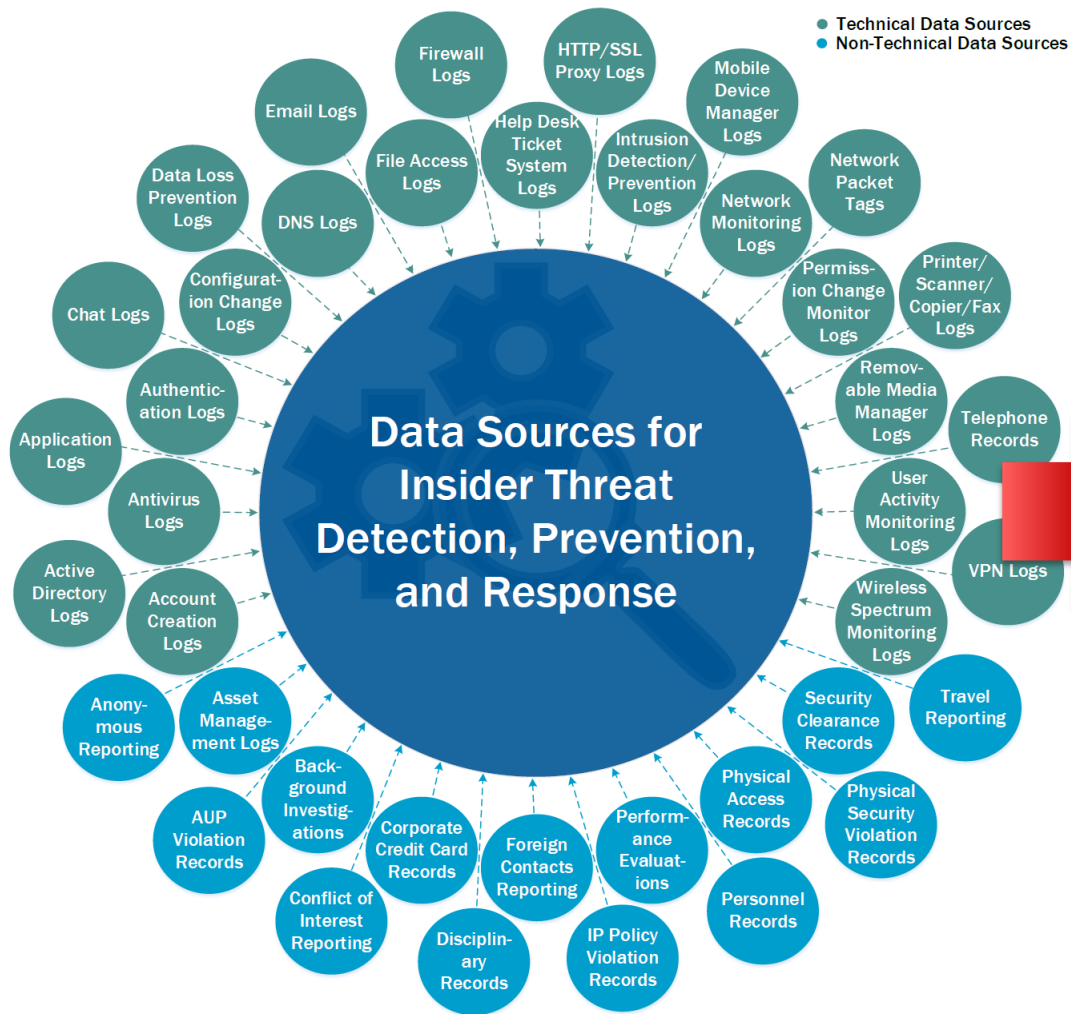 Technical Data Sources
Non-Technical Data Sources
Firewall
Logs
HTTP/SSL
Proxy Logs
Mobile
Device
Manager
Logs
Email Logs
File Access
Logs
Help Desk
Ticket
System
Logs
Intrusion
Detection/
Prevention
Logs
Network
Packet
Tags
Data Loss
Prevention
Logs
DNS Logs
Network
Monitoring
Logs
Configurat-
ion Change
Logs
Permiss-
ion Change
Monitor
Logs
Printer/
Scanner/
Copier/Fax
Logs
Chat Logs
Authentic-
ation Logs
Remov-
able Media
Manager
Logs
Telephone
Records
Application
Logs
Antivirus
Logs
User
Activity
Monitoring
Logs
Active
Directory
Logs
Account
Creation
Logs
VPN Logs
Wireless
Spectrum
Monitoring
Logs
Data Sources for
Insider Threat
Detection, Prevention,
and Response
Anony-
mous
Reporting
Asset
Manage-
ment Logs
Security
Clearance
Records
Travel
Reporting
AUP
Violation
Records
Back-
ground
Investig-
ations
Physical
Access
Records
Physical
Security
Violation
Records
Corporate
Credit Card
Records
Foreign
Contacts
Reporting
Perform-
ance
Evaluat-
ions
Conflict of
Interest
Reporting
Personnel
Records
Disciplin-
ary
Records
IP Policy
Violation
Records